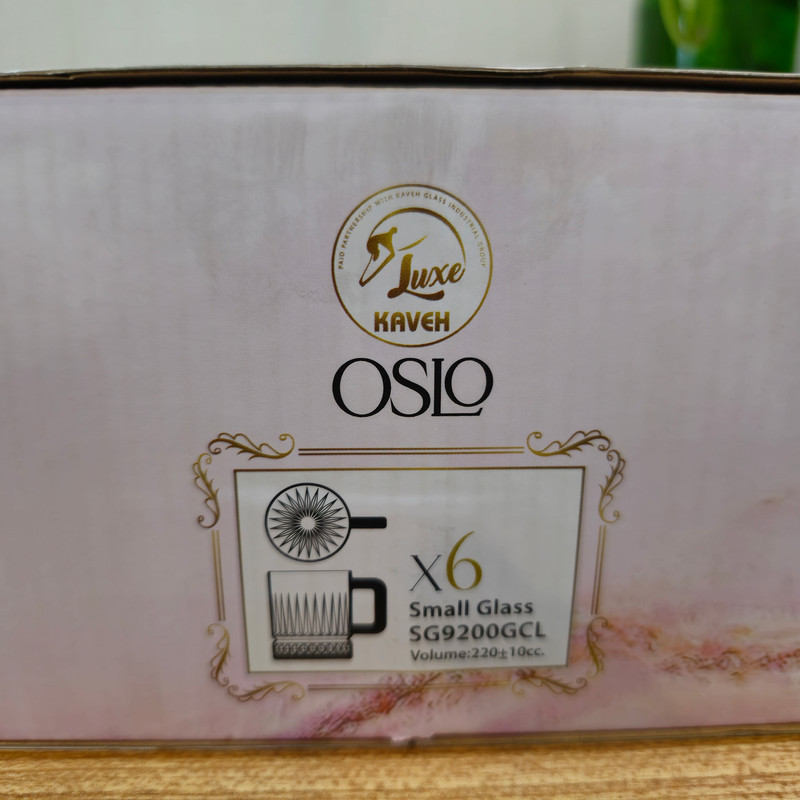 PAID PARTNERSHIP WITH KAVEH GLASS INDUSTRIAL GROUP
Luxe
KAVEH
OSLO
X6
Small Glass
SG9200GCL
Volume:220±10cc.